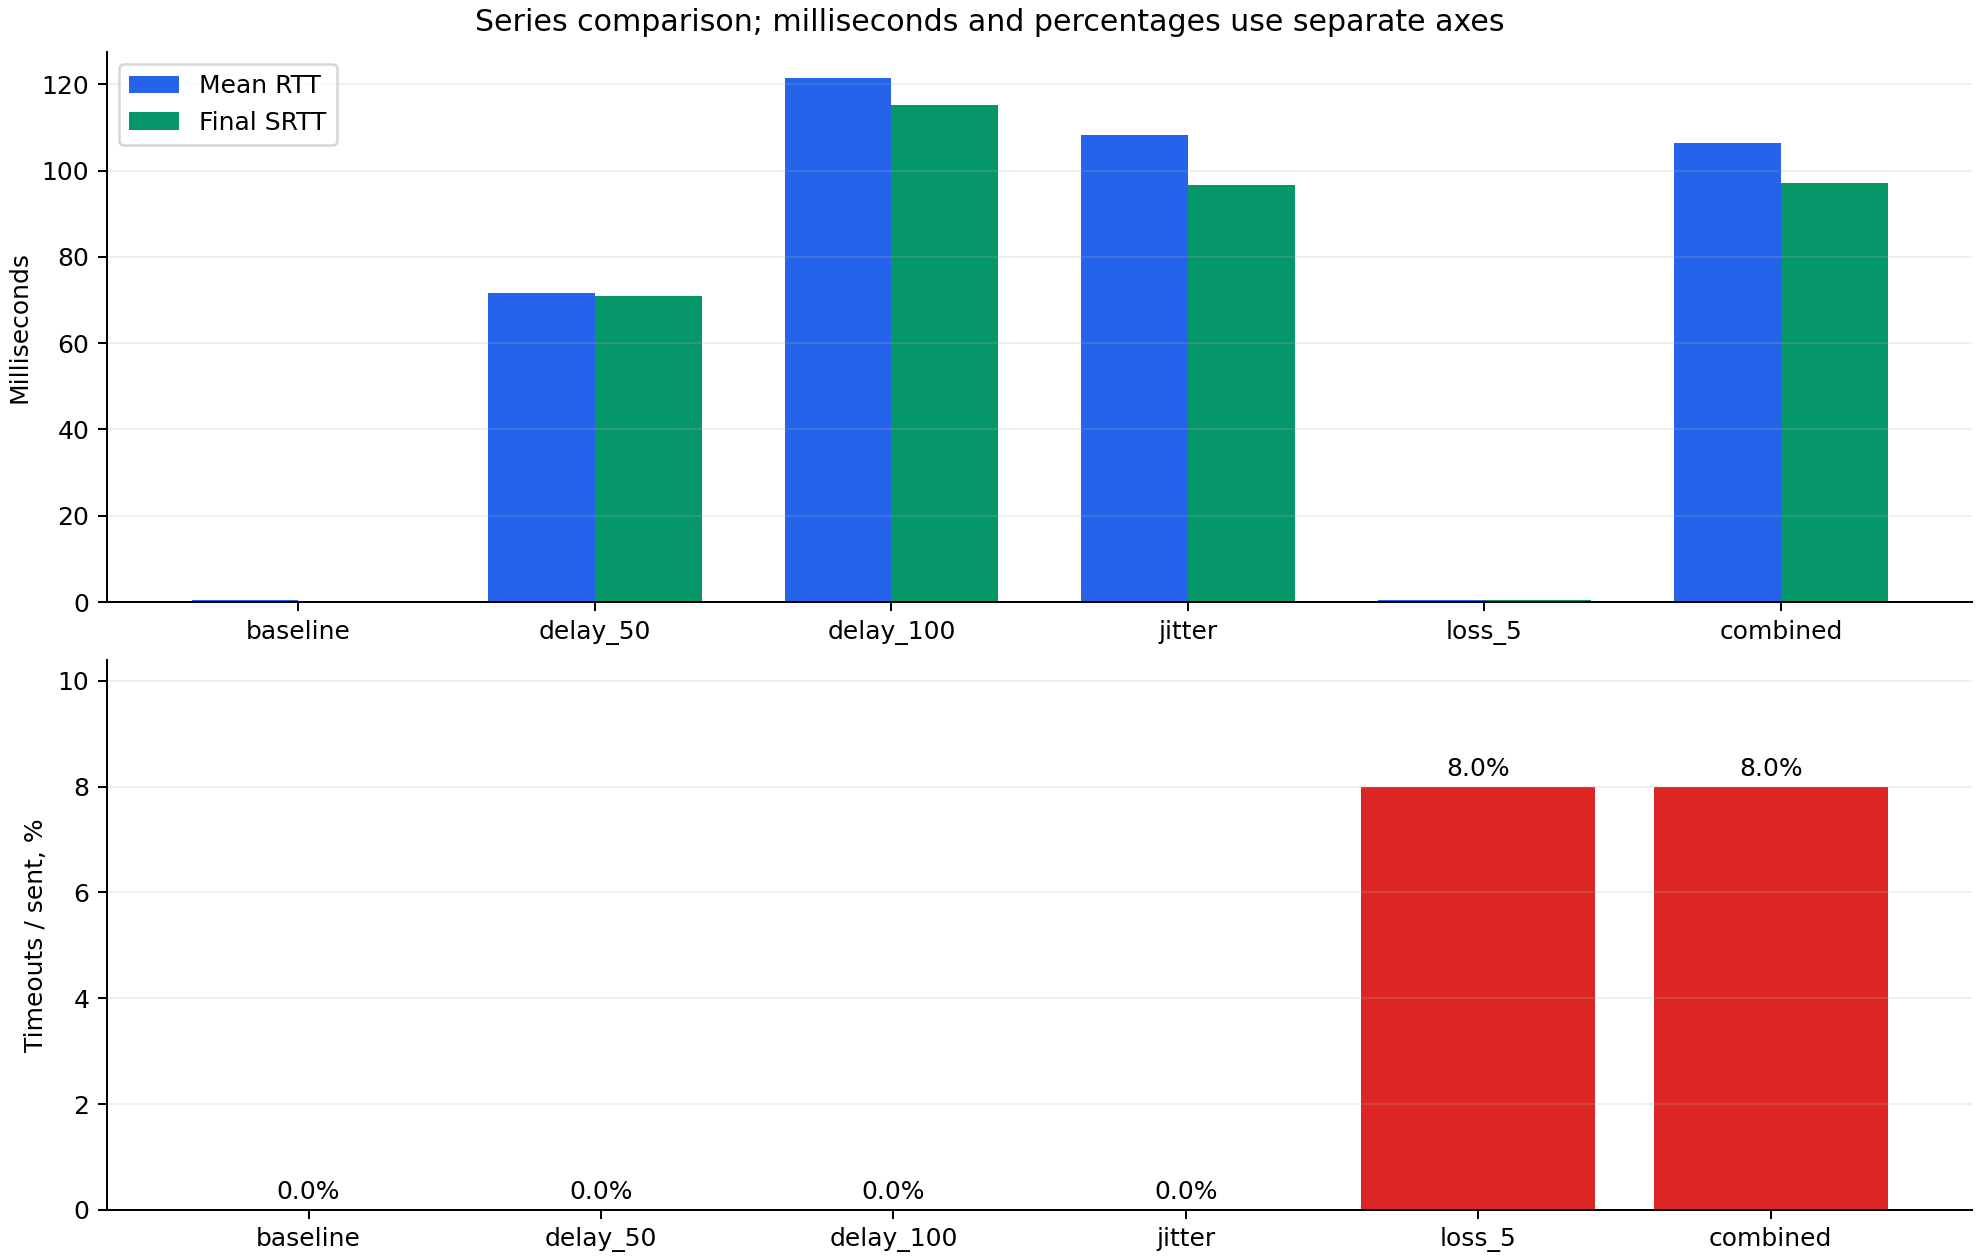 Series comparison; milliseconds and percentages use separate axes
Mean RTT
Final SRTT
Milliseconds
120
100
80
60
40
20
0
baseline delay_50 delay_100 jitter loss_5 combined
Timeouts / sent, %
10
8
6
4
2
0
8.0% 8.0%
0.0% 0.0% 0.0% 0.0%
baseline delay_50 delay_100 jitter loss_5 combined